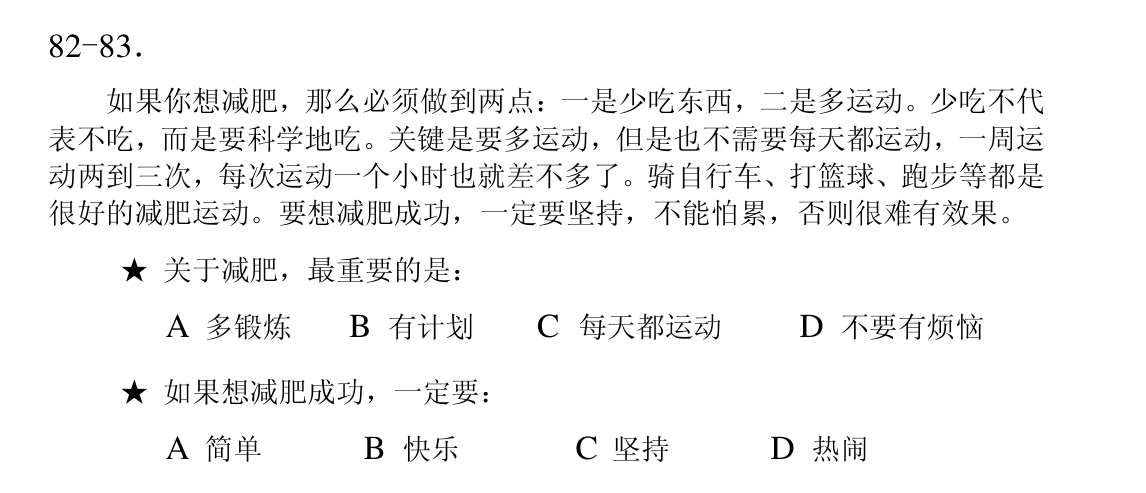 82-83.
如果你想减肥，那么必须做到两点：一是少吃东西，二是多运动。少吃不代
表不吃，而是要科学地吃。关键是要多运动，但是也不需要每天都运动，一周运
动两到三次，每次运动一个小时也就差不多了。骑自行车、打篮球、跑步等都是
很好的减肥运动。要想减肥成功，一定要坚持，不能怕累，否则很难有效果。
★ 关于减肥，最重要的是：
A 多锻炼 B 有计划 C 每天都运动 D 不要有烦恼
★ 如果想减肥成功，一定要：
A 简单 B 快乐 C 坚持 D 热闹